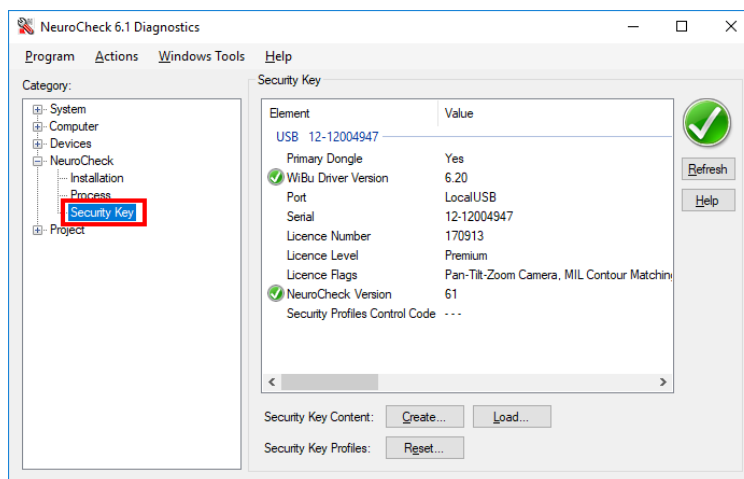 NeuroCheck 6.1 Diagnostics
Program Actions Windows Tools Help
Category:
System
Computer
Devices
NeuroCheck
Installation
Process
Security Key
Project
Security Key
Element Value
USB 12-12004947
Primary Dongle Yes
WiBu Driver Version 6.20
Port LocalUSB
Serial 12-12004947
Licence Number 170913
Licence Level Premium
Licence Flags Pan-Tilt-Zoom Camera, MIL Contour Matching
NeuroCheck Version 61
Security Profiles Control Code - - -
Refresh
Help
Security Key Content: Create... Load...
Security Key Profiles: Reset...